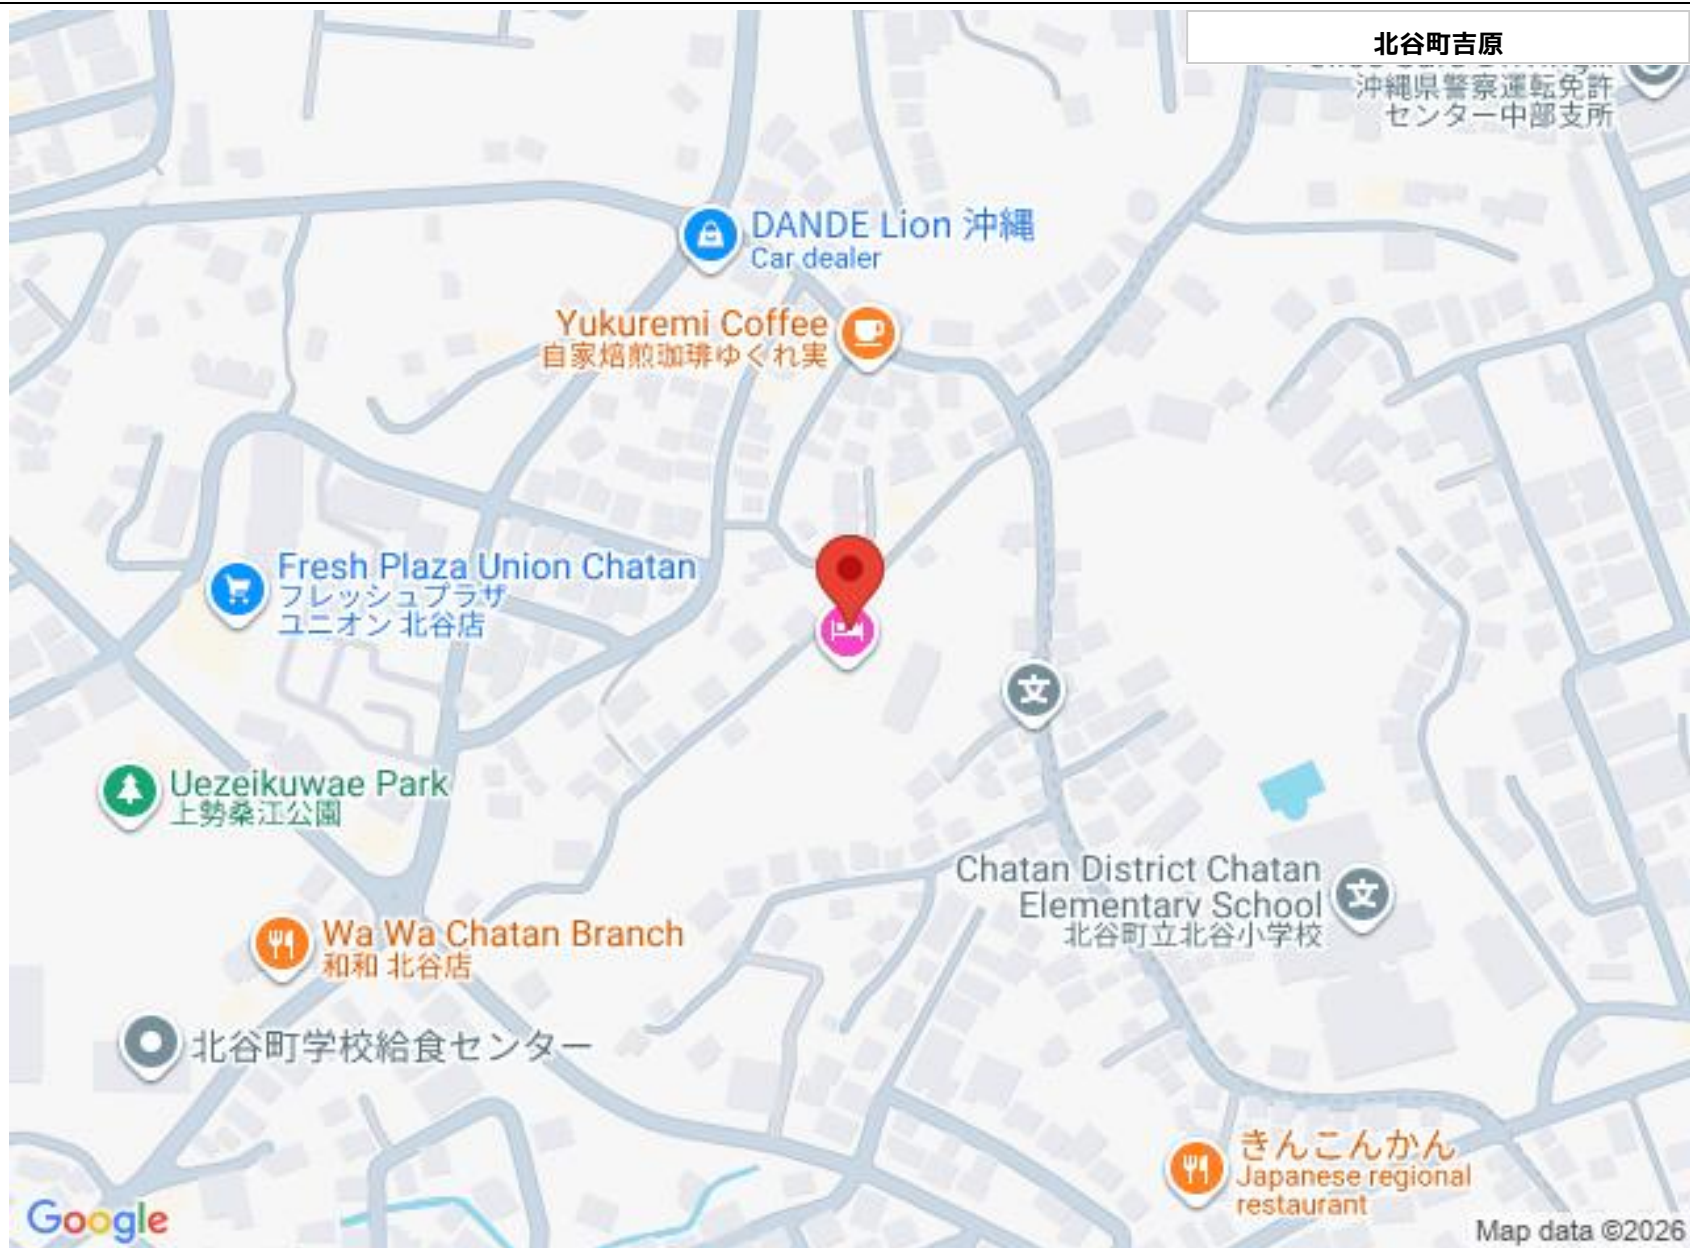 北谷町吉原
沖縄県警察運転免許
センター中部支所
DANDE Lion 沖縄
Car dealer
Yukuremi Coffee
自家焙煎珈琲ゆくれ実
Fresh Plaza Union Chatan
フレッシュプラザ
ユニオン 北谷店
文
Uezeikuwae Park
上勢桑江公園
Chatan District Chatan
Elementary School
北谷町立北谷小学校
文
Wa Wa Chatan Branch
和和 北谷店
北谷町学校給食センター
きんこんかん
Japanese regional
restaurant
Google
Map data ©2026